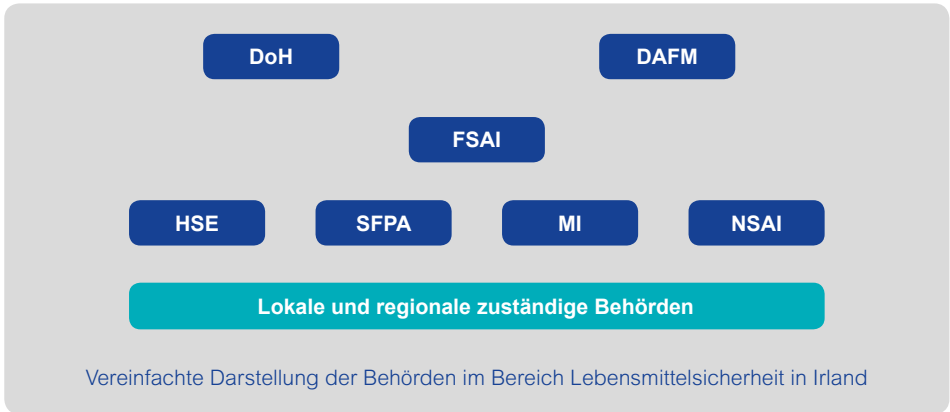 DoH
DAFM
FSAI
HSE
SFPA
MI
NSAI
Lokale und regionale zuständige Behörden
Vereinfachte Darstellung der Behörden im Bereich Lebensmittelsicherheit in Irland